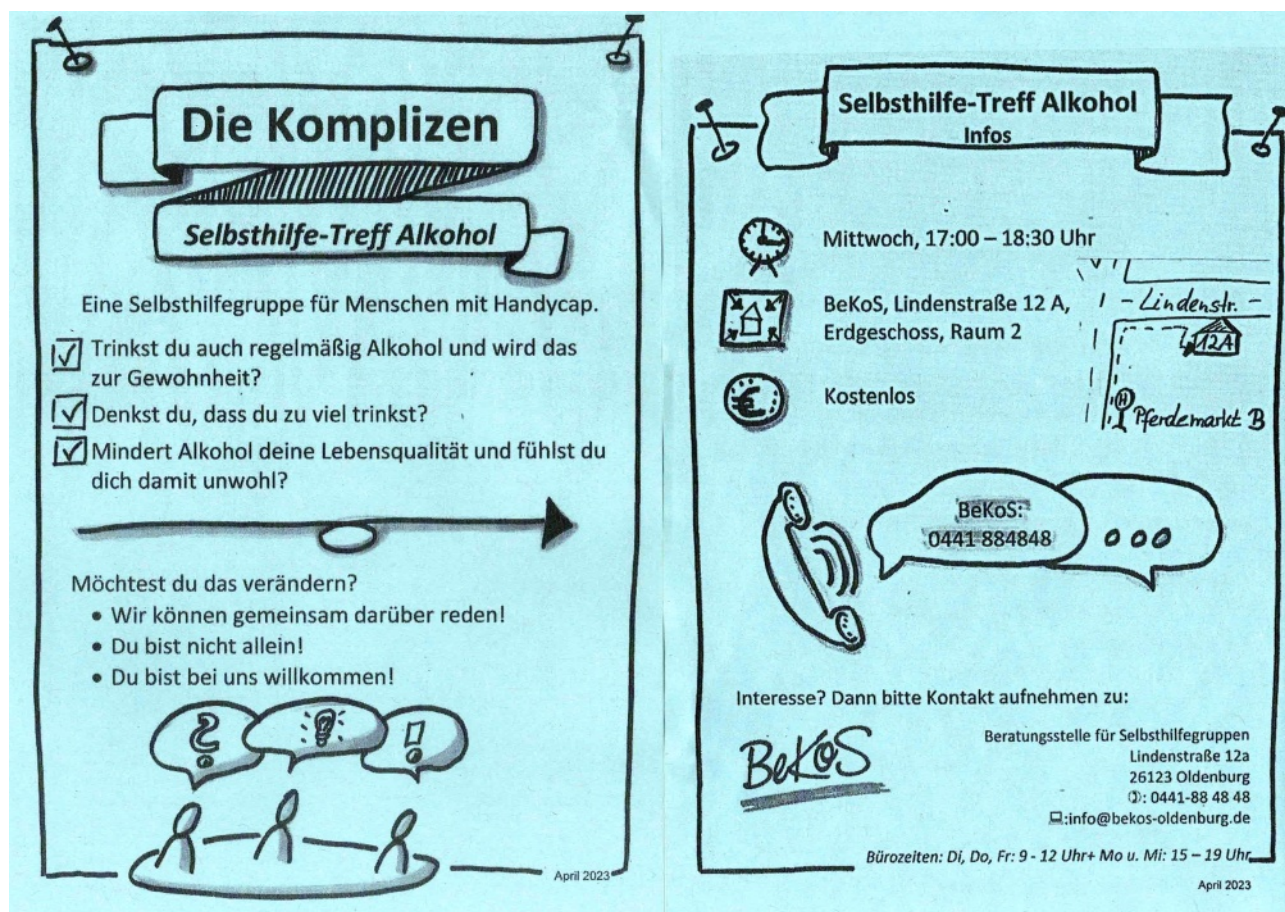 Die Komplizen
Selbsthilfe-Treff Alkohol
Eine Selbsthilfegruppe für Menschen mit Handycap.
Trinkst du auch regelmäßig Alkohol und wird das
zur Gewohnheit?
Denkst du, dass du zu viel trinkst?
Mindert Alkohol deine Lebensqualität und fühlst du
dich damit unwohl?
Möchtest du das verändern?
• Wir können gemeinsam darüber reden!
• Du bist nicht allein!
• Du bist bei uns willkommen!
April 2023
Selbsthilfe-Treff Alkohol
Infos
Mittwoch, 17:00 – 18:30 Uhr
BeKoS, Lindenstraße 12 A,
Erdgeschoss, Raum 2
Kostenlos
- Lindenstr. -
12A
H
Pferdemarkt B
BeKoS:
0441 884848
Interesse? Dann bitte Kontakt aufnehmen zu:
BeKOS
Beratungsstelle für Selbsthilfegruppen
Lindenstraße 12a
26123 Oldenburg
✆: 0441-88 48 48
💻:info@bekos-oldenburg.de
Bürozeiten: Di, Do, Fr: 9 - 12 Uhr+ Mo u. Mi: 15 – 19 Uhr
April 2023